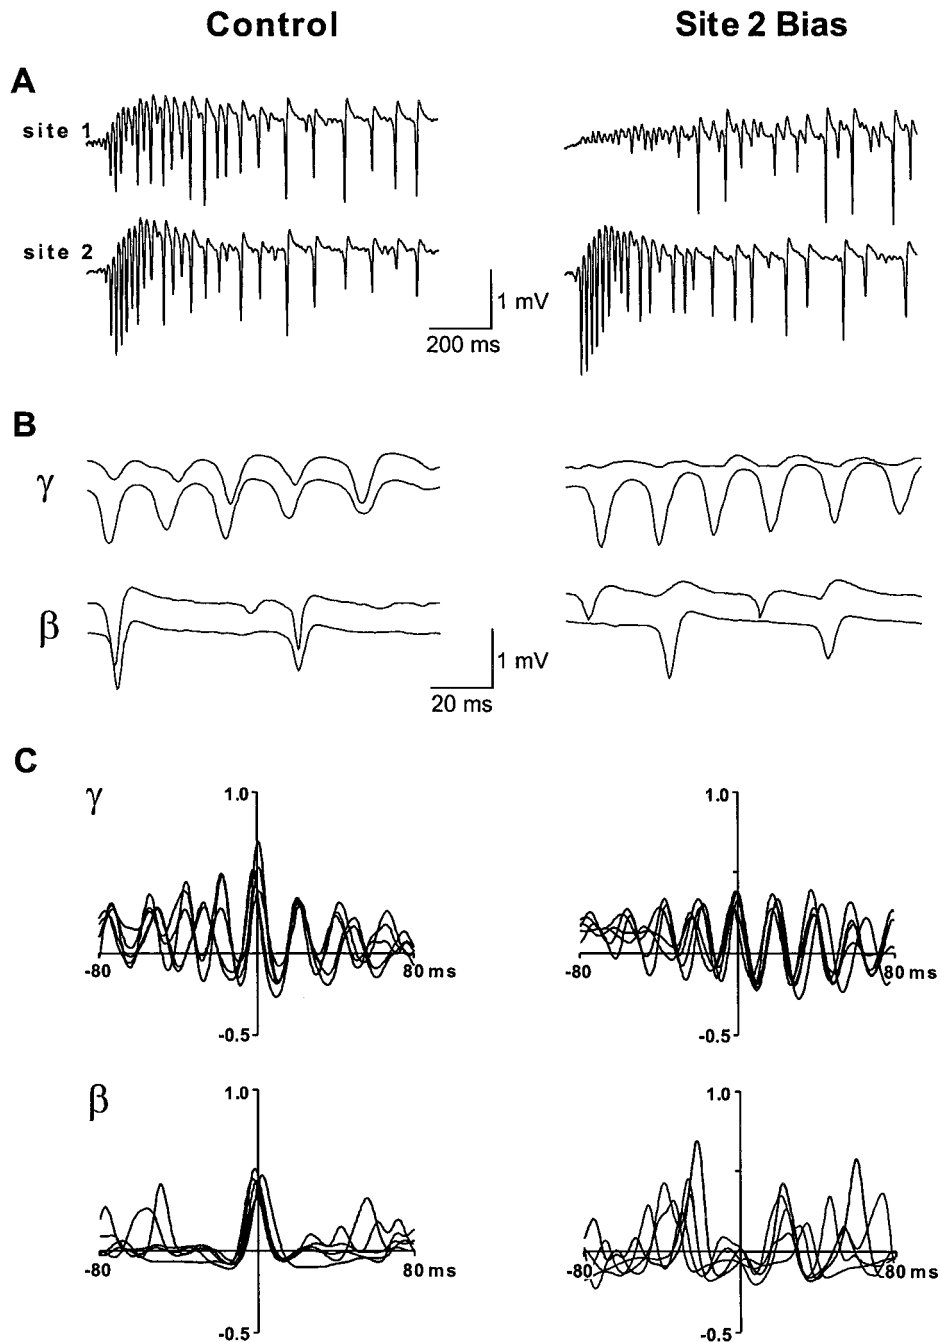 Control Site 2 Bias
A
site 1
site 2
1 mV
200 ms
B
γ
β
1 mV
20 ms
C
γ
1.0 1.0
-80 80 ms -80 80 ms
-0.5 -0.5
β
1.0 1.0
-80 80 ms -80 80 ms
-0.5 -0.5